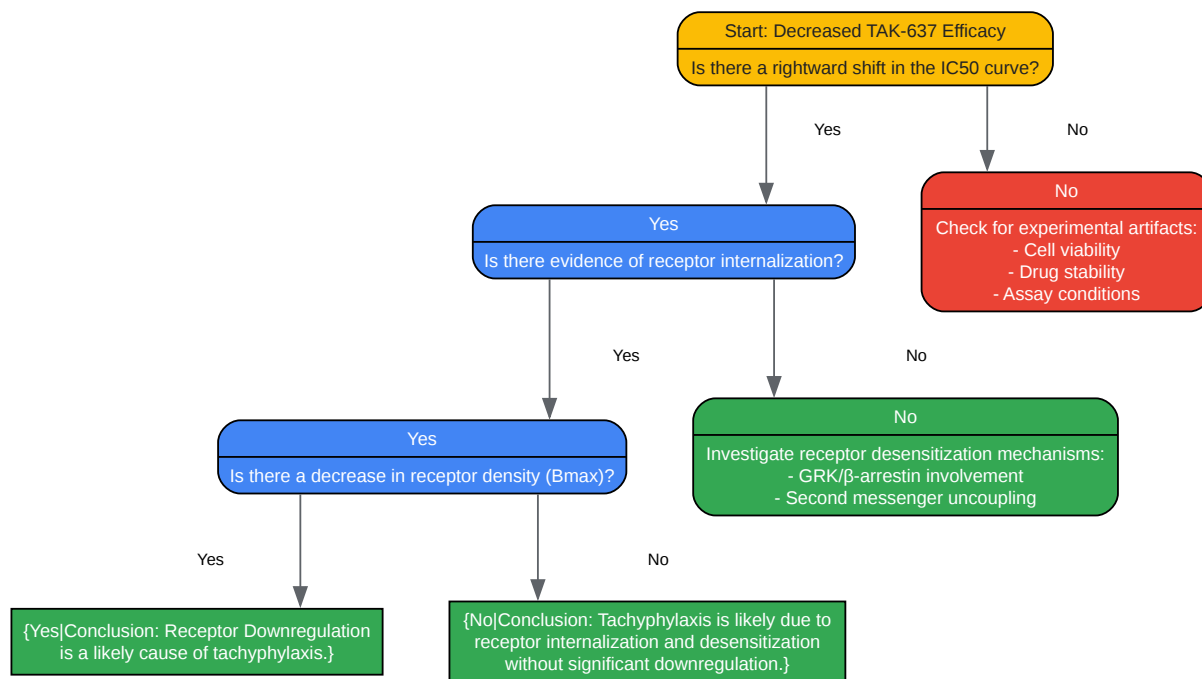 Start: Decreased TAK-637 Efficacy
Is there a rightward shift in the IC50 curve?
Yes
No
No
Check for experimental artifacts:
- Cell viability
- Drug stability
- Assay conditions
Yes
Is there evidence of receptor internalization?
Yes
No
No
Investigate receptor desensitization mechanisms:
- GRK/β-arrestin involvement
- Second messenger uncoupling
Yes
Is there a decrease in receptor density (Bmax)?
Yes
No
{Yes|Conclusion: Receptor Downregulation
is a likely cause of tachyphylaxis.}
{No|Conclusion: Tachyphylaxis is likely due to
receptor internalization and desensitization
without significant downregulation.}